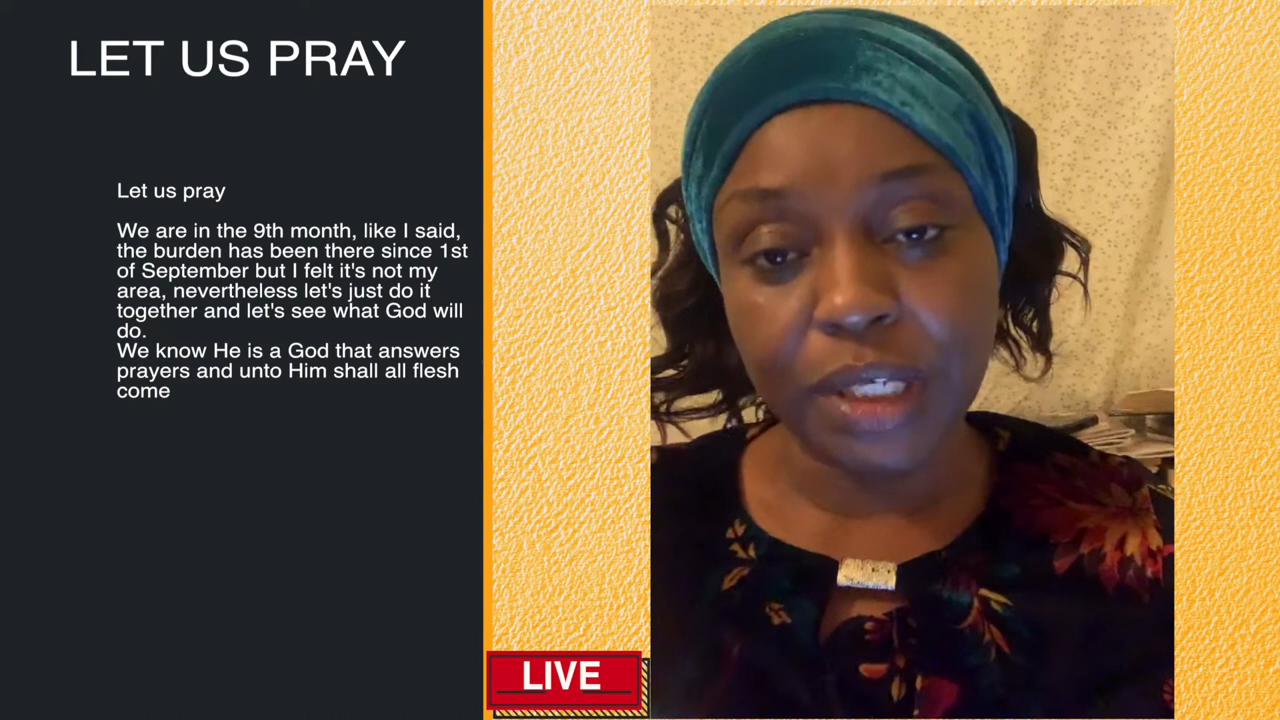 LET US PRAY
Let us pray
We are in the 9th month, like I said,
the burden has been there since 1st
of September but I felt it's not my
area, nevertheless let's just do it
together and let's see what God will
do.
We know He is a God that answers
prayers and unto Him shall all flesh
come
LIVE